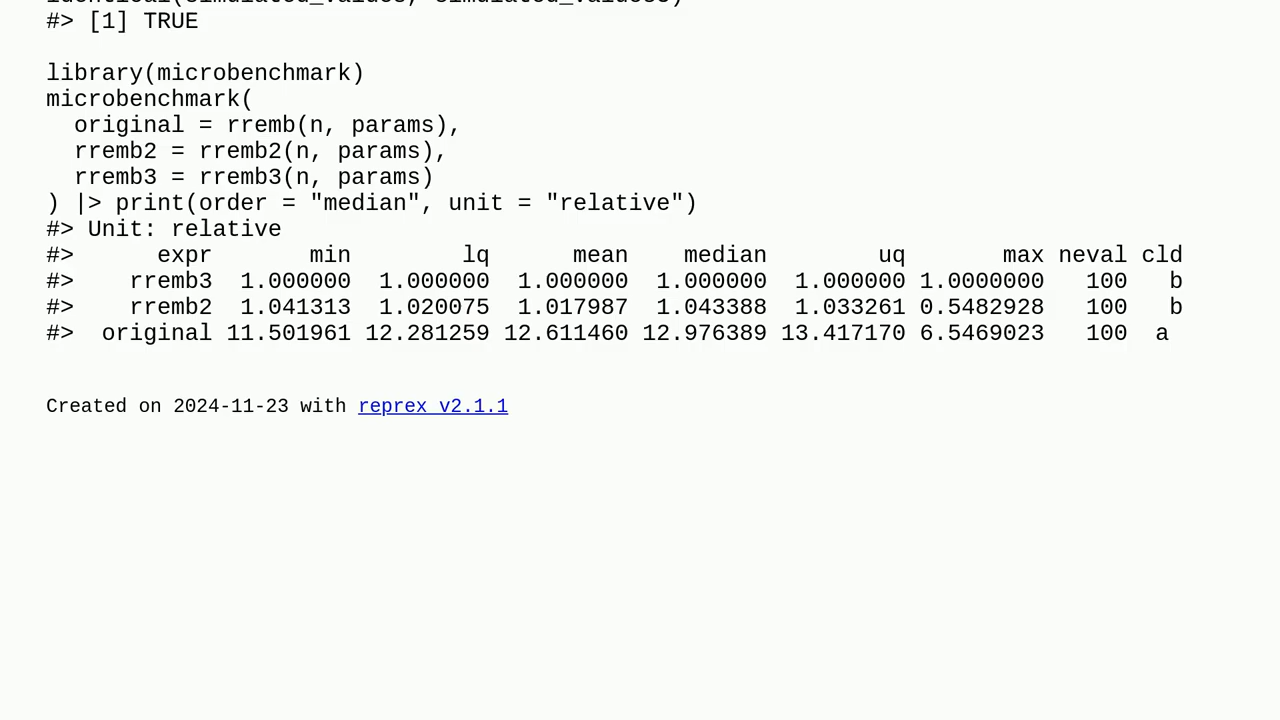 #> [1] TRUE
library(microbenchmark)
microbenchmark(
  original = rremb(n, params),
  rremb2 = rremb2(n, params),
  rremb3 = rremb3(n, params)
) |> print(order = "median", unit = "relative")
#> Unit: relative
#>      expr       min        lq      mean    median        uq       max neval cld
#>    rremb3  1.000000  1.000000  1.000000  1.000000  1.000000 1.0000000   100   b
#>    rremb2  1.041313  1.020075  1.017987  1.043388  1.033261 0.5482928   100   b
#>  original 11.501961 12.281259 12.611460 12.976389 13.417170 6.5469023   100  a
Created on 2024-11-23 with reprex v2.1.1